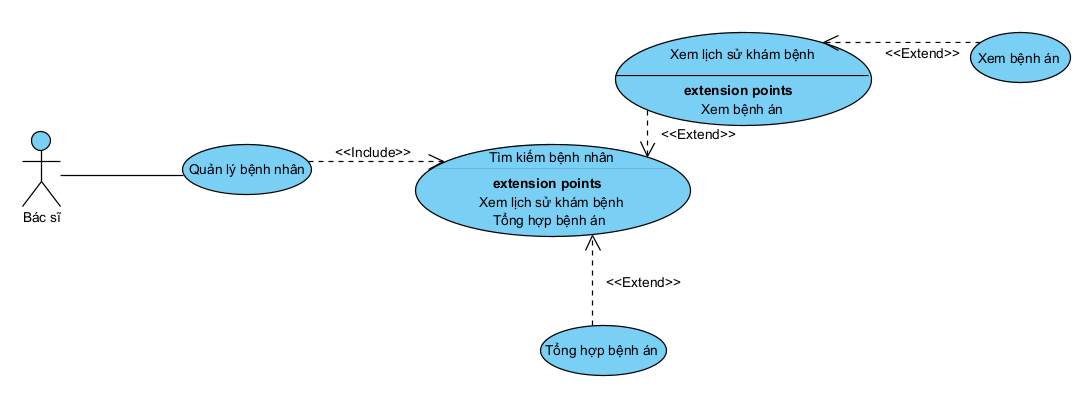 Xem lịch sử khám bệnh
extension points
Xem bệnh án
<<Extend>>
Xem bệnh án
<<Extend>>
Bác sĩ
Quản lý bệnh nhân
<<Include>>
Tìm kiếm bệnh nhân
extension points
Xem lịch sử khám bệnh
Tổng hợp bệnh án
<<Extend>>
Tổng hợp bệnh án